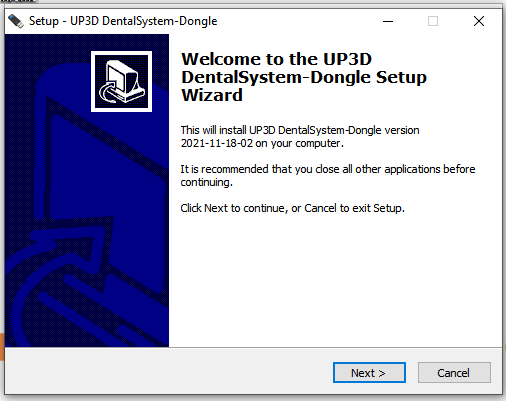 Setup - UP3D DentalSystem-Dongle
Welcome to the UP3D
DentalSystem-Dongle Setup
Wizard
This will install UP3D DentalSystem-Dongle version
2021-11-18-02 on your computer.
It is recommended that you close all other applications before
continuing.
Click Next to continue, or Cancel to exit Setup.
Next >
Cancel